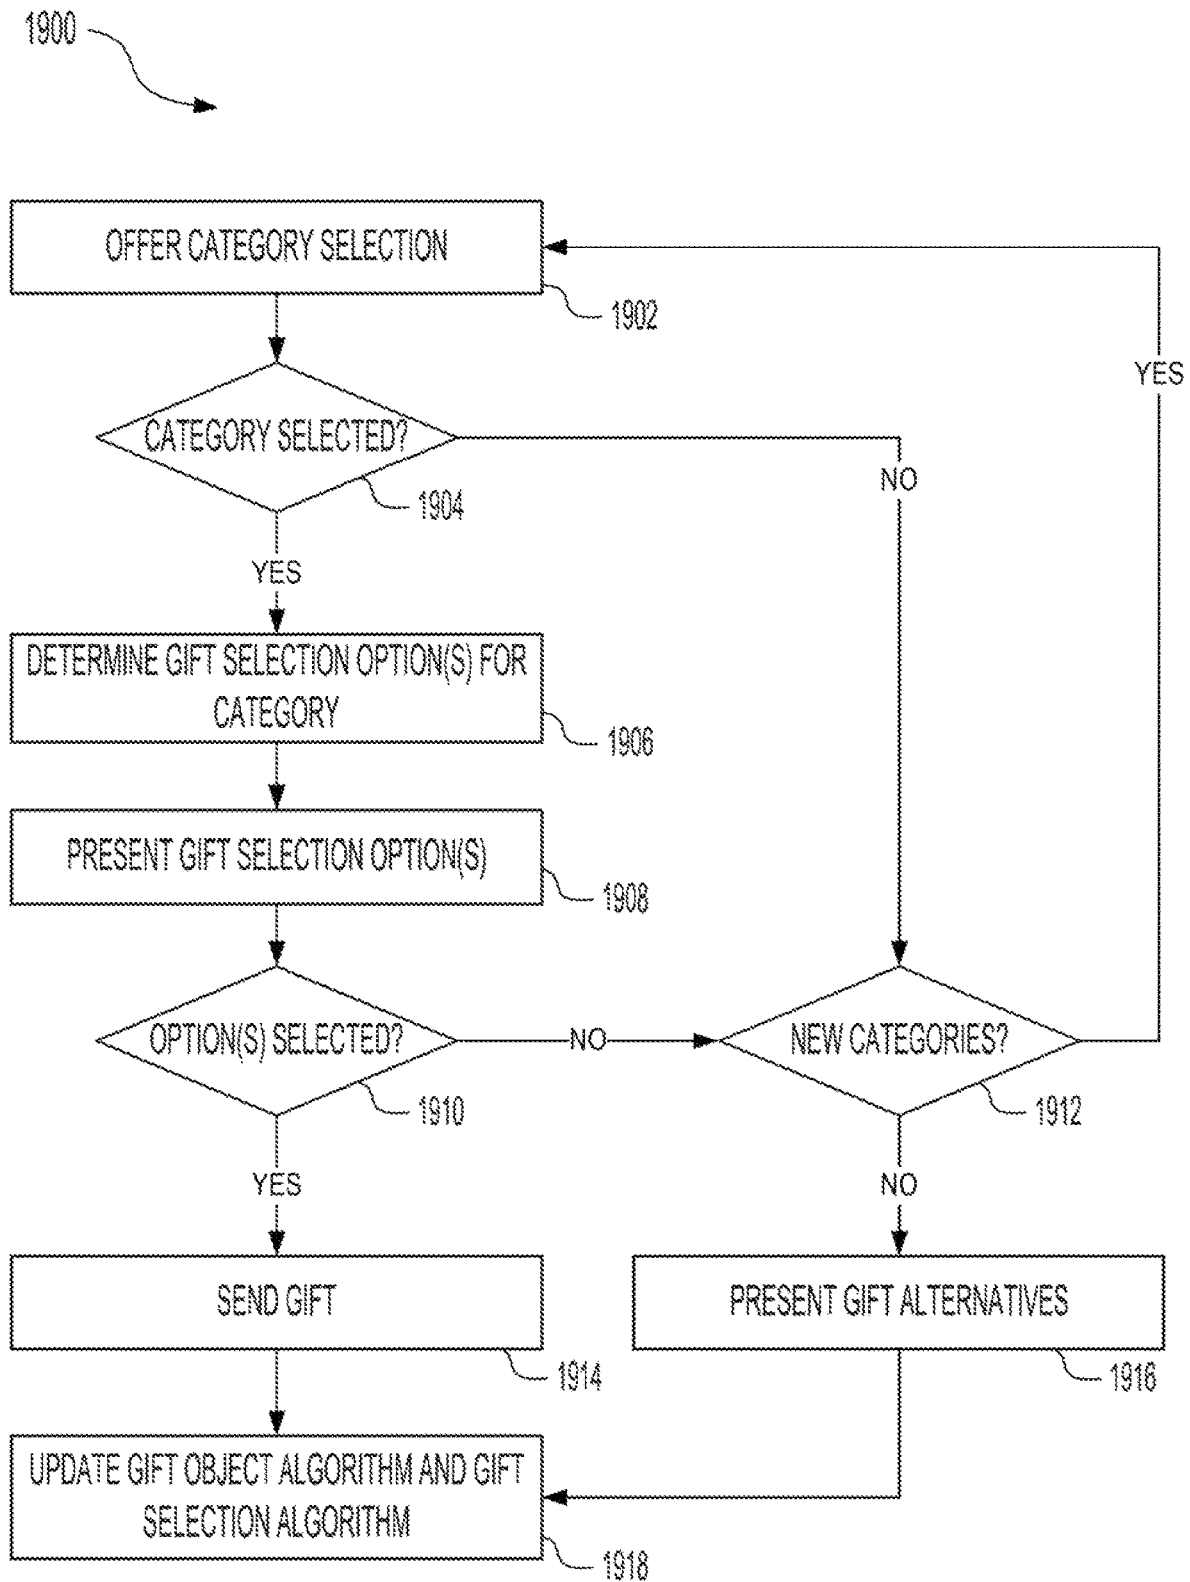 1900
OFFER CATEGORY SELECTION
1902
YES
CATEGORY SELECTED?
NO
1904
YES
DETERMINE GIFT SELECTION OPTION(S) FOR
CATEGORY
1906
PRESENT GIFT SELECTION OPTION(S)
1908
OPTION(S) SELECTED?
NO
NEW CATEGORIES?
1910
1912
YES
NO
SEND GIFT
PRESENT GIFT ALTERNATIVES
1914
1916
UPDATE GIFT OBJECT ALGORITHM AND GIFT
SELECTION ALGORITHM
1918